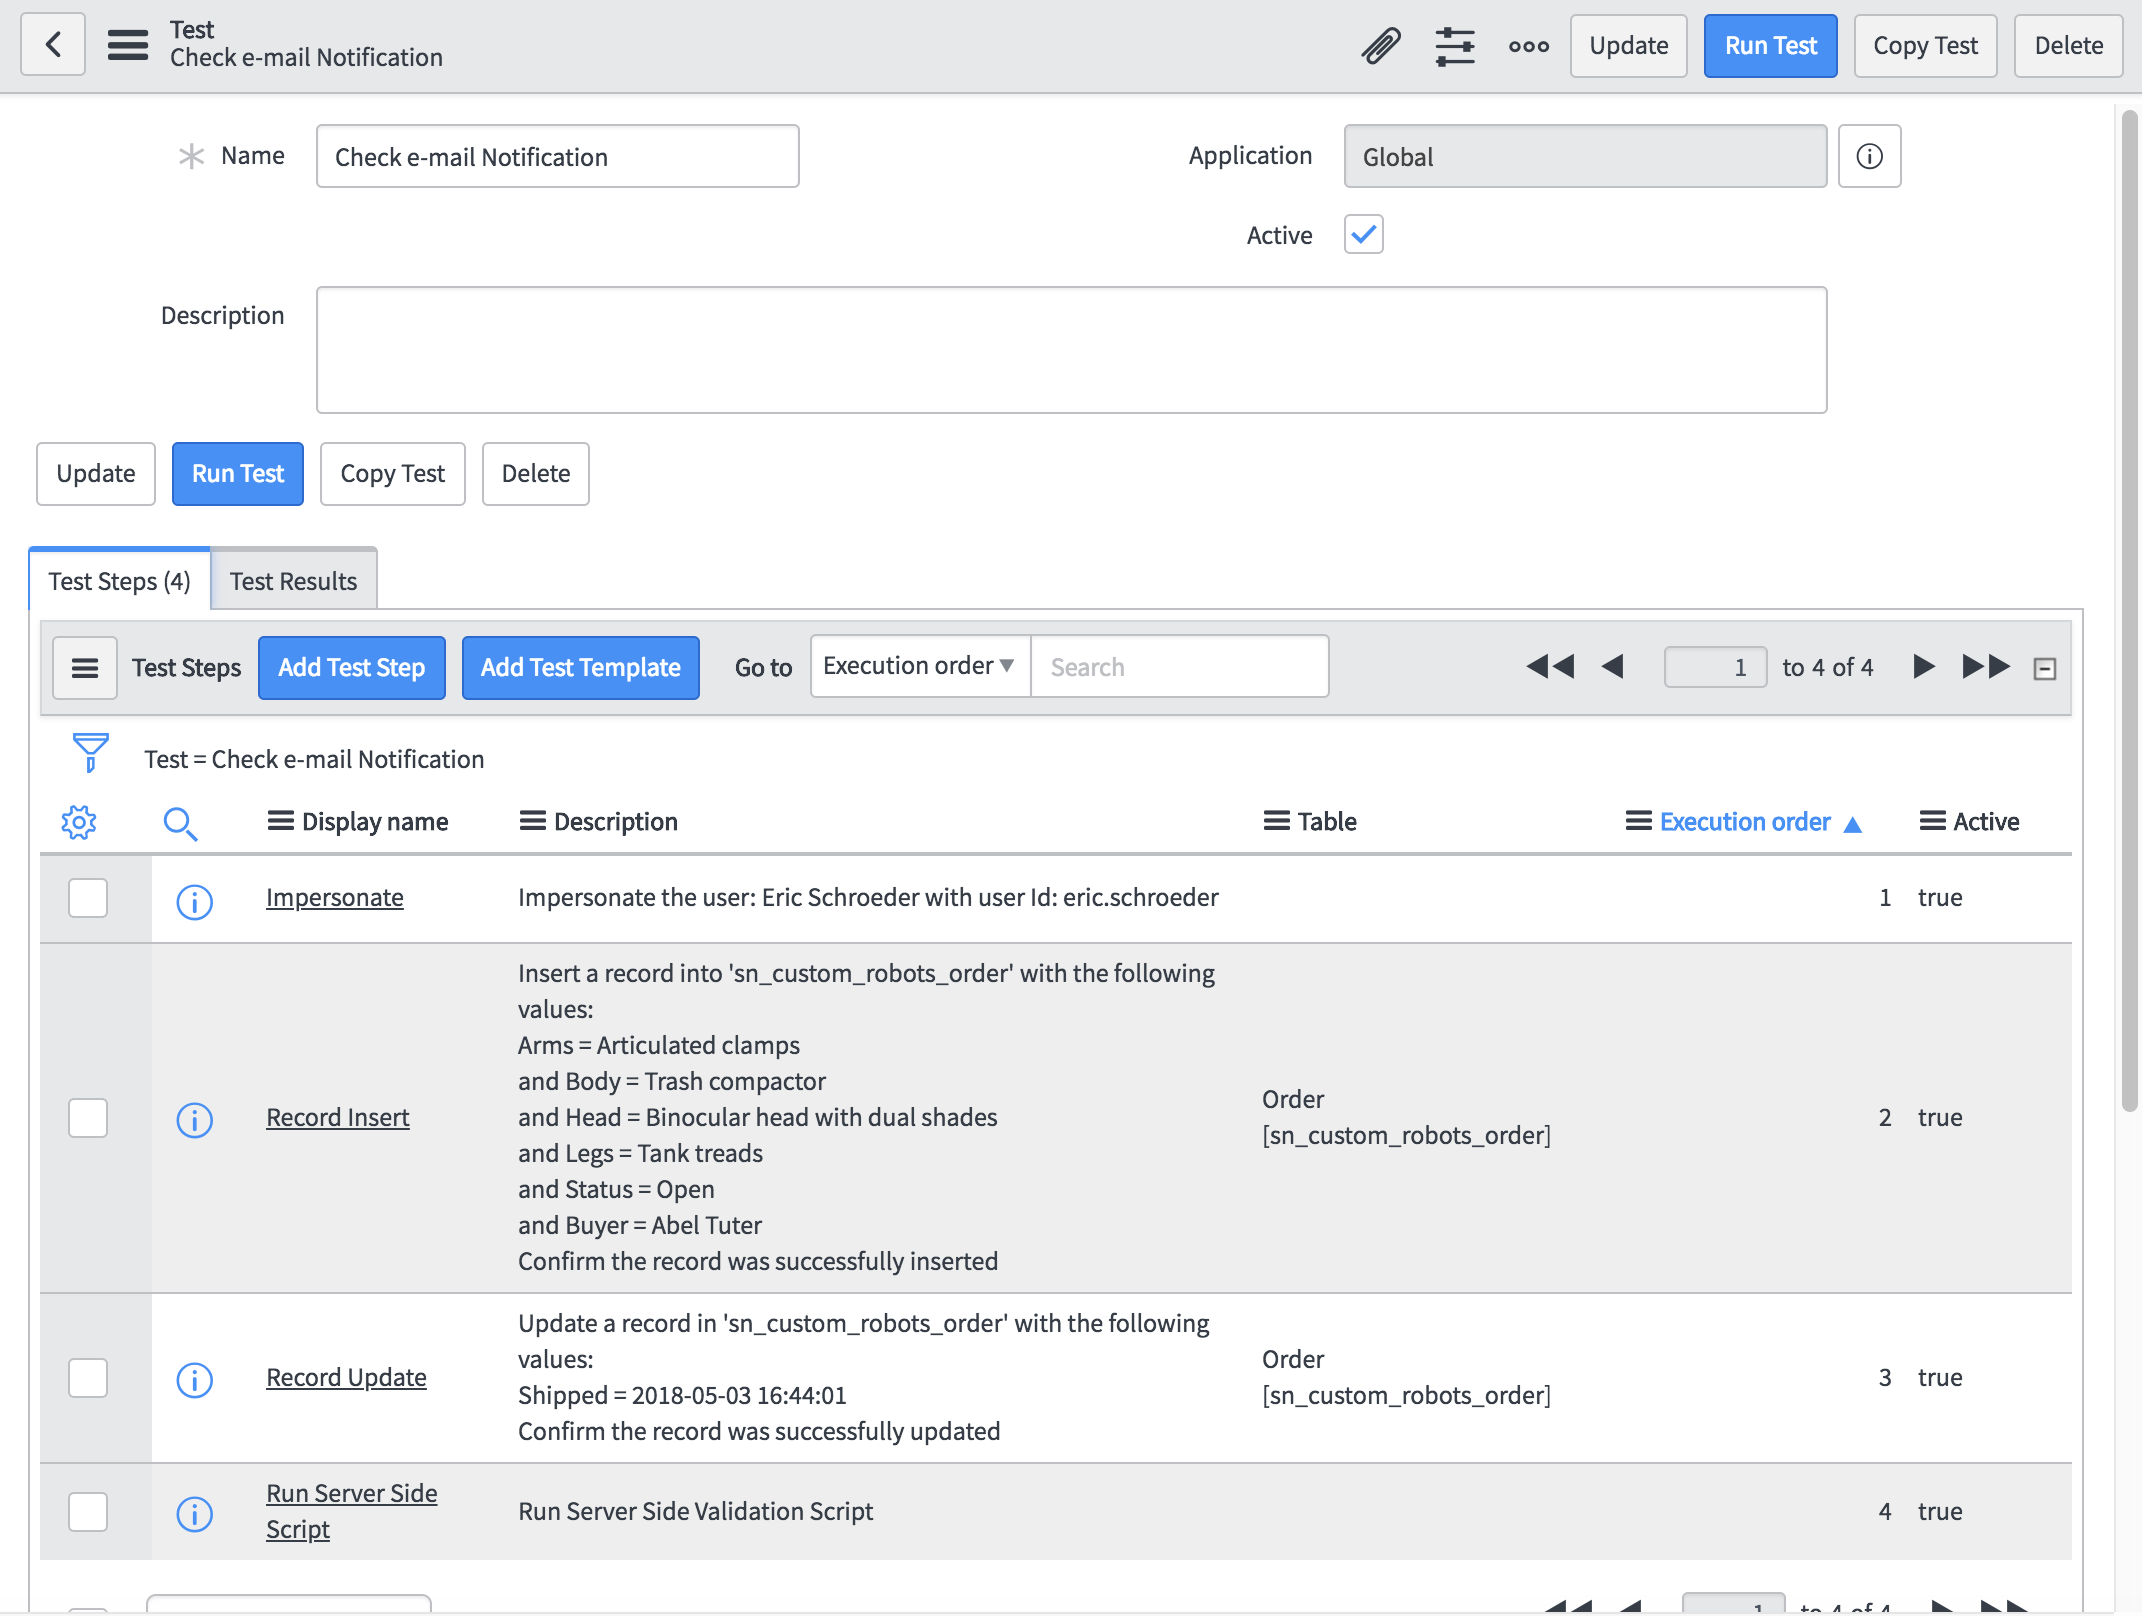 Test
Check e-mail Notification
Update
Run Test
Copy Test
Delete
Name
Check e-mail Notification
Application
Global
Active
Description
Update
Run Test
Copy Test
Delete
Test Steps (4)
Test Results
Test Steps
Add Test Step
Add Test Template
Go to
Execution order
Search
1
to 4 of 4
Test = Check e-mail Notification
Display name
Description
Table
Execution order
Active
Impersonate
Impersonate the user: Eric Schroeder with user Id: eric.schroeder
1
true
Record Insert
Insert a record into 'sn_custom_robots_order' with the following
values:
Arms = Articulated clamps
and Body = Trash compactor
and Head = Binocular head with dual shades
and Legs = Tank treads
and Status = Open
and Buyer = Abel Tuter
Confirm the record was successfully inserted
Order
[sn_custom_robots_order]
2
true
Record Update
Update a record in 'sn_custom_robots_order' with the following
values:
Shipped = 2018-05-03 16:44:01
Confirm the record was successfully updated
Order
[sn_custom_robots_order]
3
true
Run Server Side
Script
Run Server Side Validation Script
4
true
1
to 4 of 4